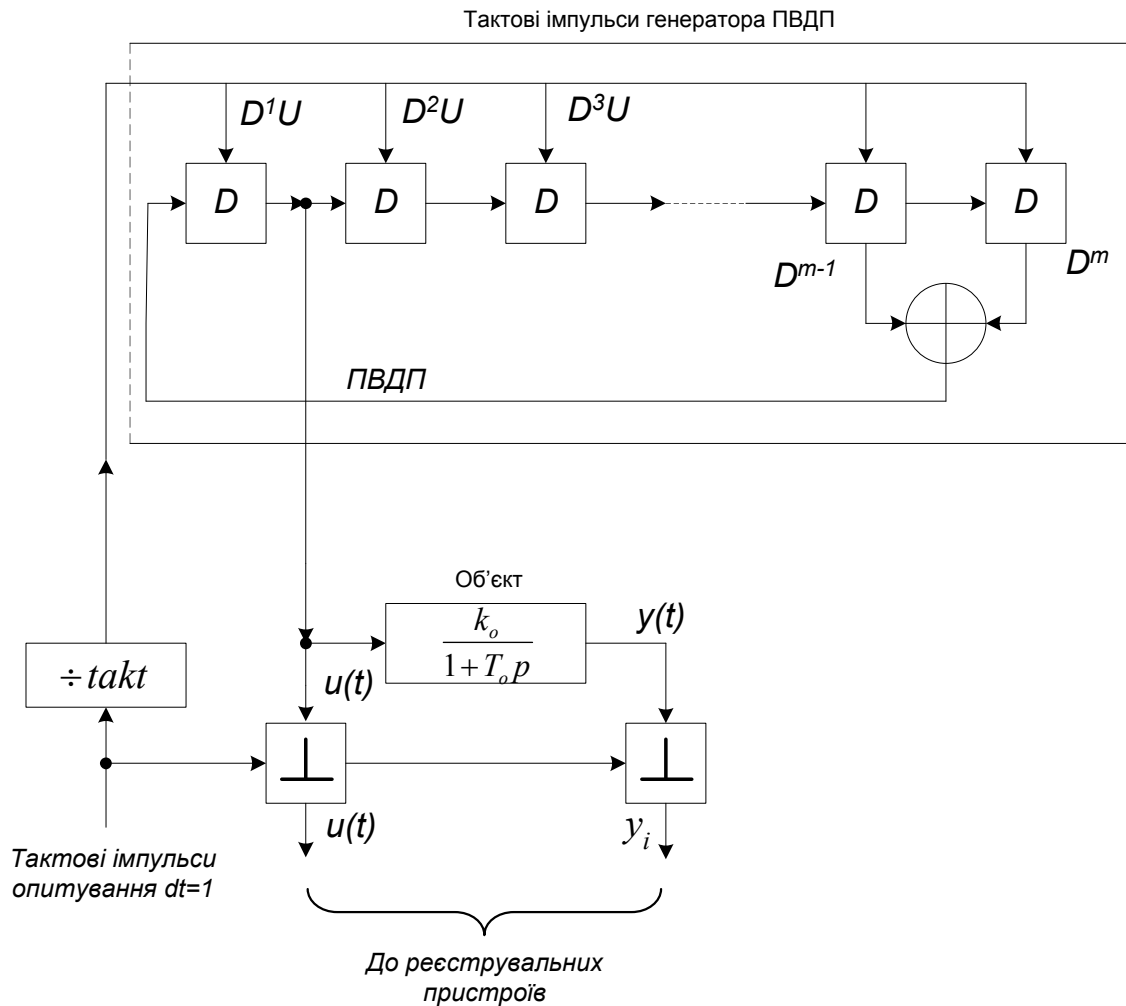 Тактові імпульси генератора ПВДП
D¹U D²U D³U
D D D D D
Dᵐ⁻¹ Dᵐ
ПВДП
Об’єкт
kₒ
1 + Tₒ p
y(t)
÷ takt
u(t)
u(t)
yᵢ
Тактові імпульси
опитування dt=1
До реєструвальних
пристроїв